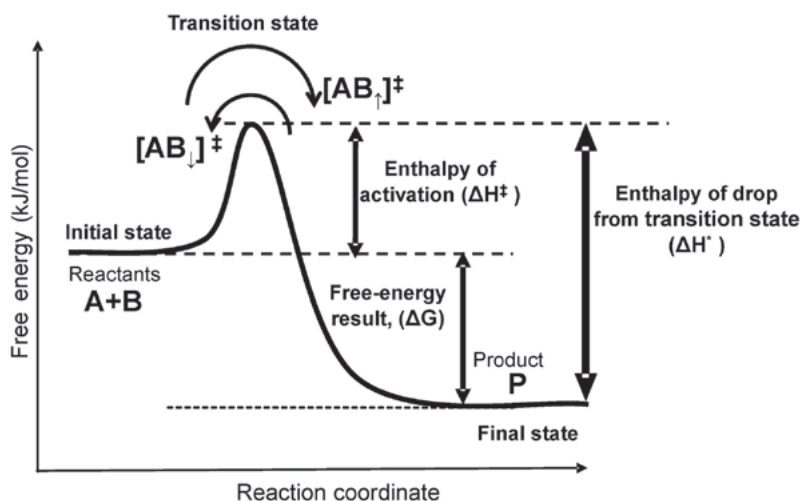 Transition state
[AB↑]‡
[AB↓]‡
Enthalpy of
activation (ΔH‡ )
Enthalpy of drop
from transition state
(ΔH* )
Initial state
Reactants
A+B
Free-energy
result, (ΔG)
Product
P
Final state
Free energy (kJ/mol)
Reaction coordinate